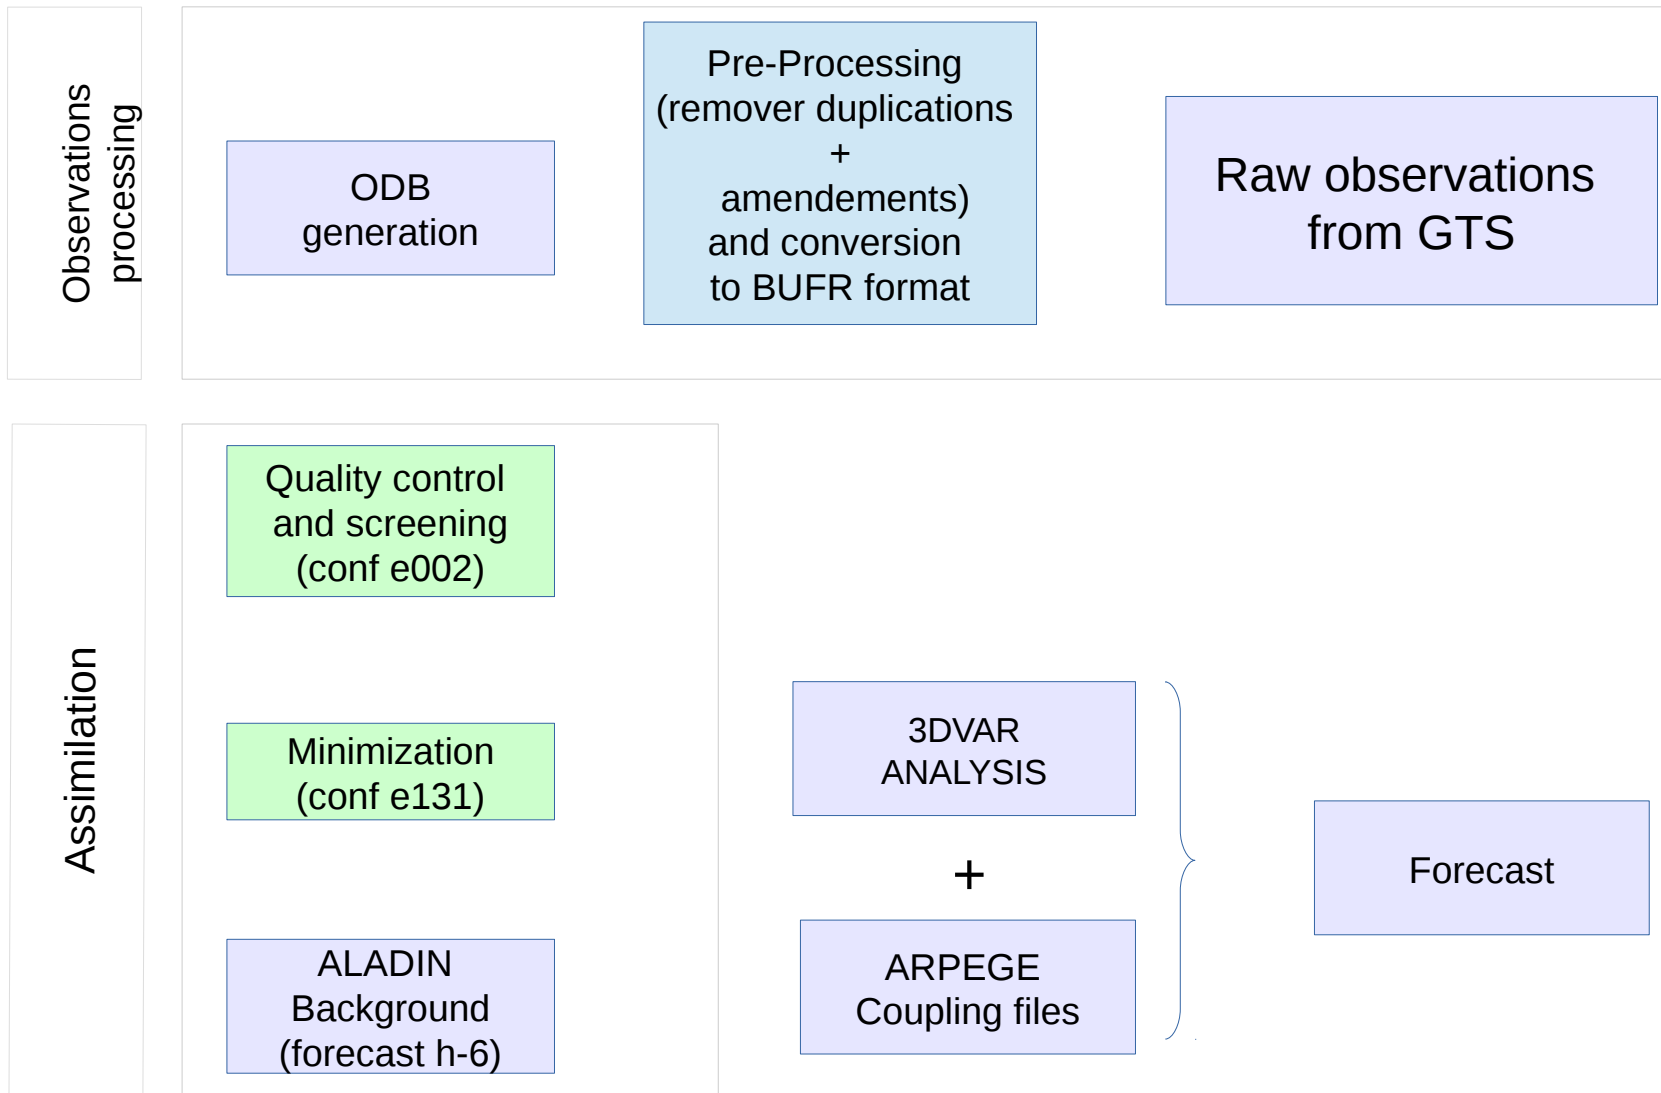 Observations
processing
ODB
generation
Pre-Processing
(remover duplications
+
amendements)
and conversion
to BUFR format
Raw observations
from GTS
Assimilation
Quality control
and screening
(conf e002)
Minimization
(conf e131)
ALADIN
Background
(forecast h-6)
3DVAR
ANALYSIS
+
ARPEGE
Coupling files
Forecast